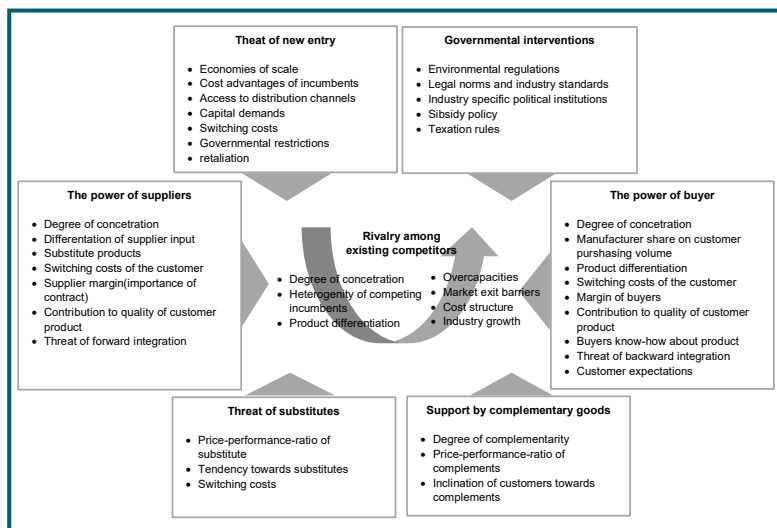 Theat of new entry
• Economies of scale
• Cost advantages of incumbents
• Access to distribution channels
• Capital demands
• Switching costs
• Governmental restrictions
• retaliation
Governmental interventions
• Environmental regulations
• Legal norms and industry standards
• Industry specific political institutions
• Sibsidy policy
• Texation rules
The power of suppliers
• Degree of concetration
• Differentation of supplier input
• Substitute products
• Switching costs of the customer
• Supplier margin(importance of
contract)
• Contribution to quality of customer
product
• Threat of forward integration
Rivalry among
existing competitors
• Degree of concetration
• Heterogenity of competing
incumbents
• Product differentiation
• Overcapacities
• Market exit barriers
• Cost structure
• Industry growth
The power of buyer
• Degree of concetration
• Manufacturer share on customer
purshasing volume
• Product differentiation
• Switching costs of the customer
• Margin of buyers
• Contribution to quality of customer
product
• Buyers know-how about product
• Threat of backward integration
• Customer expectations
Threat of substitutes
• Price-performance-ratio of
substitute
• Tendency towards substitutes
• Switching costs
Support by complementary goods
• Degree of complementarity
• Price-performance-ratio of
complements
• Inclination of customers towards
complements